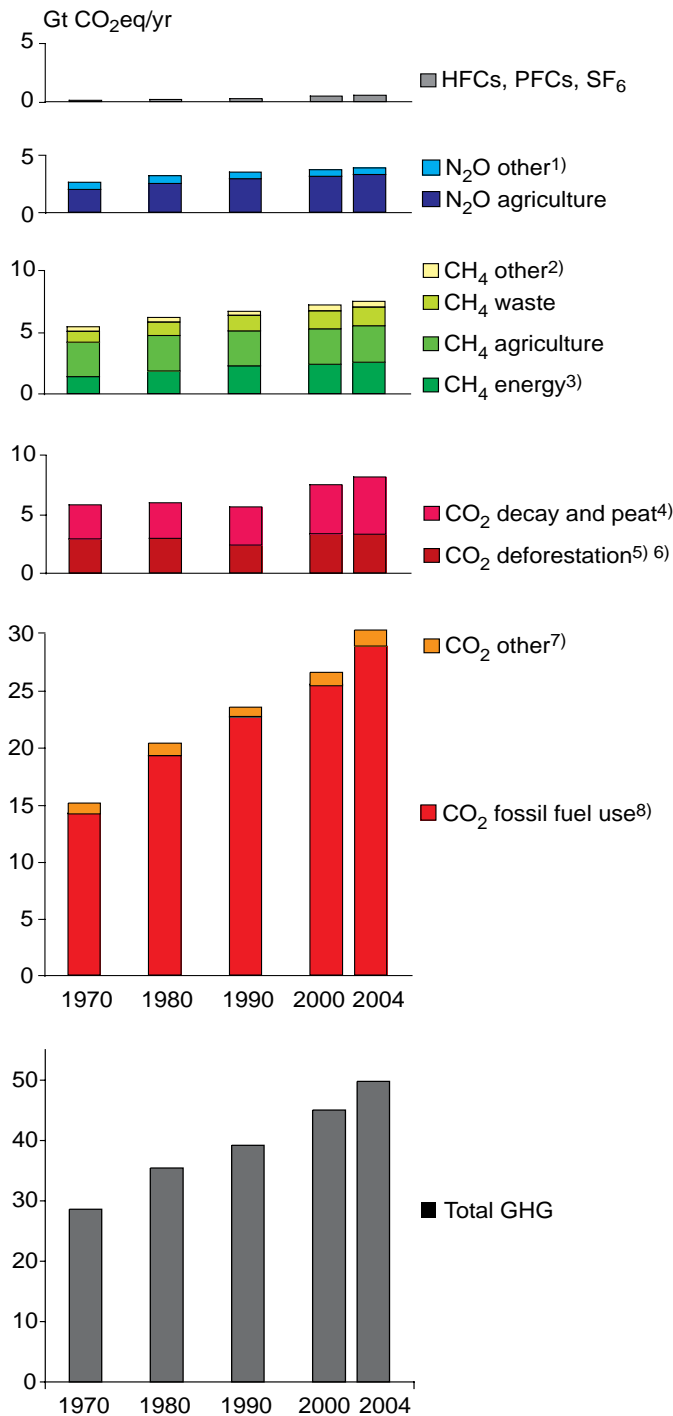 Gt CO₂eq/yr
5
0
HFCs, PFCs, SF₆
5
0
N₂O other¹⁾
N₂O agriculture
10
5
0
CH₄ other²⁾
CH₄ waste
CH₄ agriculture
CH₄ energy³⁾
10
5
0
CO₂ decay and peat⁴⁾
CO₂ deforestation⁵⁾ ⁶⁾
30
25
20
15
10
5
0
CO₂ other⁷⁾
CO₂ fossil fuel use⁸⁾
1970 1980 1990 2000 2004
50
40
30
20
10
0
Total GHG
1970 1980 1990 2000 2004